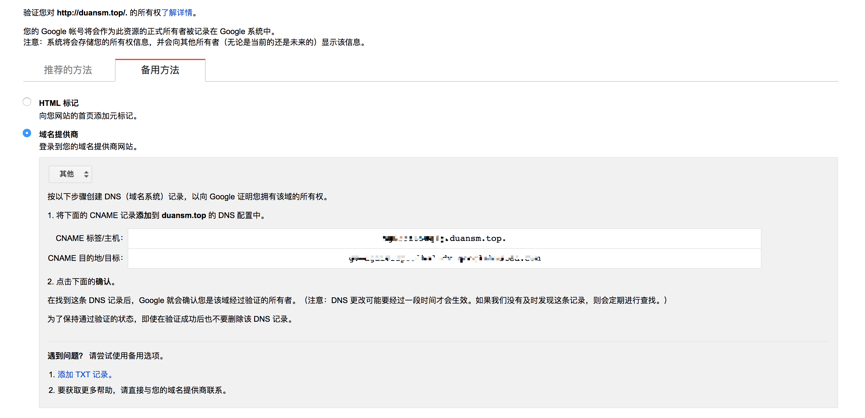 验证您对 http://duansm.top/. 的所有权了解详情。
您的 Google 帐号将会作为此资源的正式所有者被记录在 Google 系统中。
注意：系统将会存储您的所有权信息，并会向其他所有者（无论是当前的还是未来的）显示该信息。
推荐的方法 备用方法
HTML 标记
向您网站的首页添加元标记。
域名提供商
登录到您的域名提供商网站。
其他
按以下步骤创建 DNS（域名系统）记录，以向 Google 证明您拥有该域的所有权。
1. 将下面的 CNAME 记录添加到 duansm.top 的 DNS 配置中。
CNAME 标签/主机： .duansm.top.
CNAME 目的地/目标：
2. 点击下面的确认。
在找到这条 DNS 记录后，Google 就会确认您是该域经过验证的所有者。（注意：DNS 更改可能要经过一段时间才会生效。如果我们没有及时发现这条记录，则会定期进行查找。）
为了保持通过验证的状态，即使在验证成功后也不要删除该 DNS 记录。
遇到问题？ 请尝试使用备用选项。
1. 添加 TXT 记录。
2. 要获取更多帮助，请直接与您的域名提供商联系。